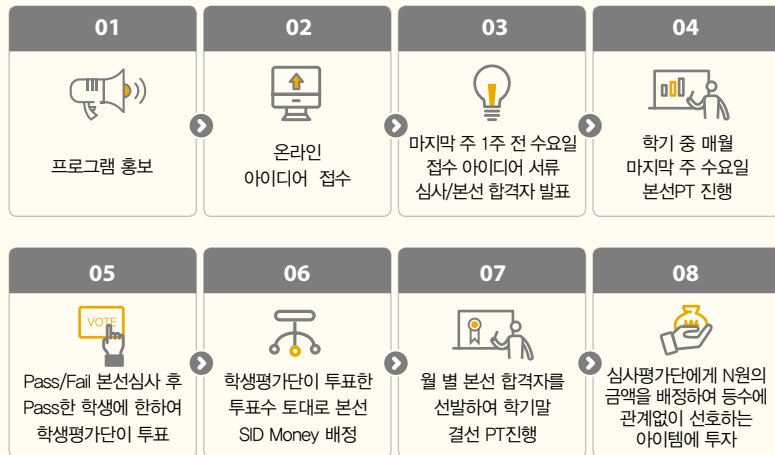 01
프로그램 홍보
02
온라인
아이디어 접수
03
마지막 주 1주 전 수요일
접수 아이디어 서류
심사/본선 합격자 발표
04
학기 중 매월
마지막 주 수요일
본선PT 진행
05
VOTE
Pass/Fail 본선심사 후
Pass한 학생에 한하여
학생평가단이 투표
06
학생평가단이 투표한
투표수 토대로 본선
SID Money 배정
07
월 별 본선 합격자를
선발하여 학기말
결선 PT진행
08
심사평가단에게 N원의
금액을 배정하여 등수에
관계없이 선호하는
아이템에 투자